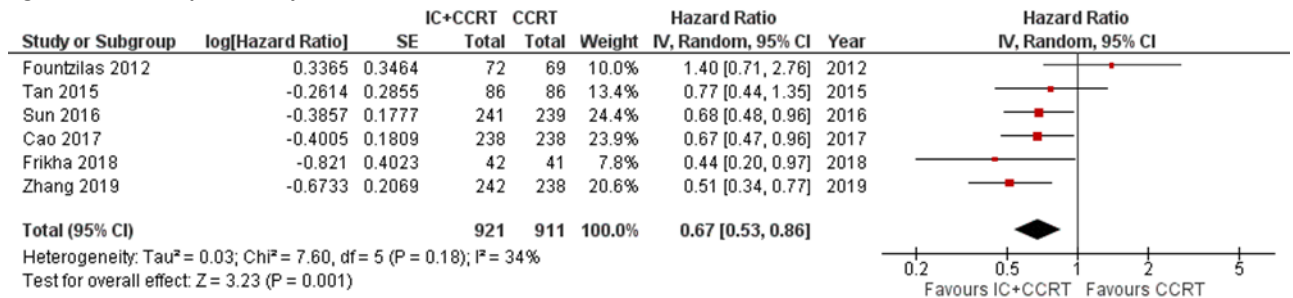 IC+CCRT CCRT Hazard Ratio Hazard Ratio
Study or Subgroup log[Hazard Ratio] SE Total Total Weight IV, Random, 95% CI Year IV, Random, 95% CI
Fountzilas 2012 0.3365 0.3464 72 69 10.0% 1.40 [0.71, 2.76] 2012
Tan 2015 -0.2614 0.2855 86 86 13.4% 0.77 [0.44, 1.35] 2015
Sun 2016 -0.3857 0.1777 241 239 24.4% 0.68 [0.48, 0.96] 2016
Cao 2017 -0.4005 0.1809 238 238 23.9% 0.67 [0.47, 0.96] 2017
Frikha 2018 -0.821 0.4023 42 41 7.8% 0.44 [0.20, 0.97] 2018
Zhang 2019 -0.6733 0.2069 242 238 20.6% 0.51 [0.34, 0.77] 2019
Total (95% CI) 921 911 100.0% 0.67 [0.53, 0.86]
Heterogeneity: Tau² = 0.03; Chi² = 7.60, df = 5 (P = 0.18); I² = 34%
Test for overall effect: Z = 3.23 (P = 0.001)
0.2 0.5 1 2 5
Favours IC+CCRT Favours CCRT